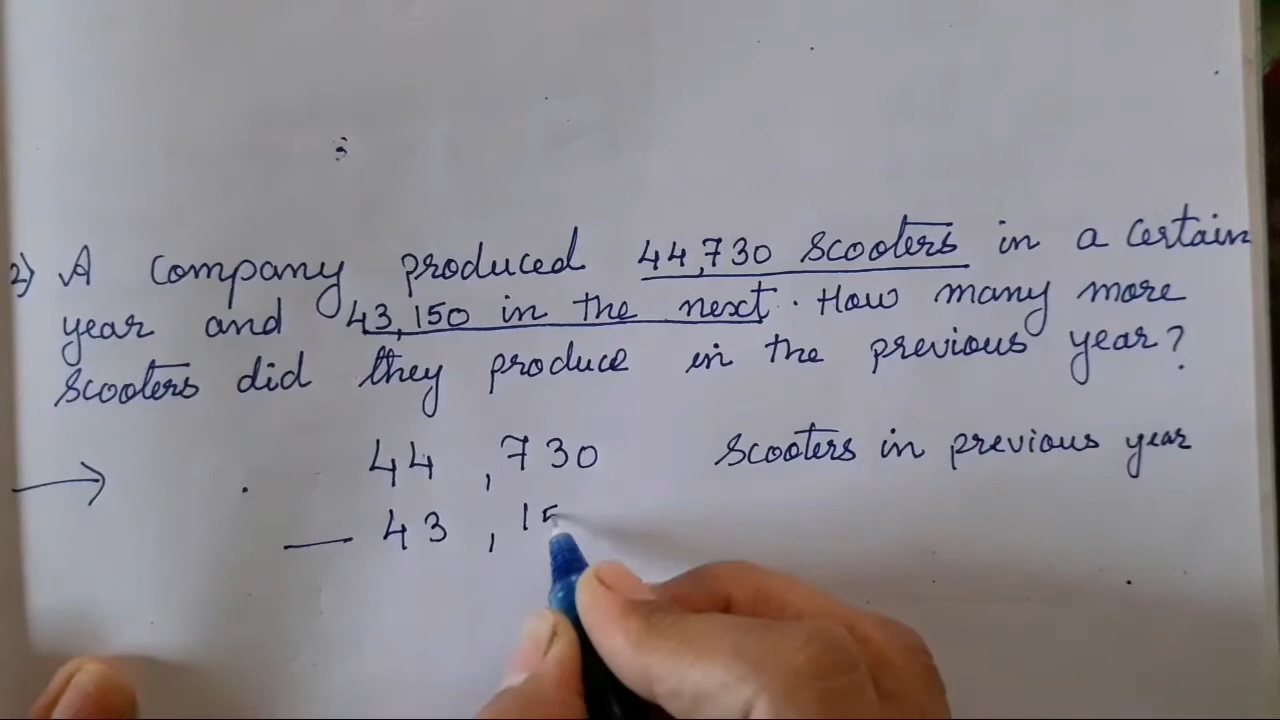 2) A company produced 44,730 scooters in a certain
year and 43,150 in the next. How many more
scooters did they produce in the previous year?
44,730 scooters in previous year
— 43,15